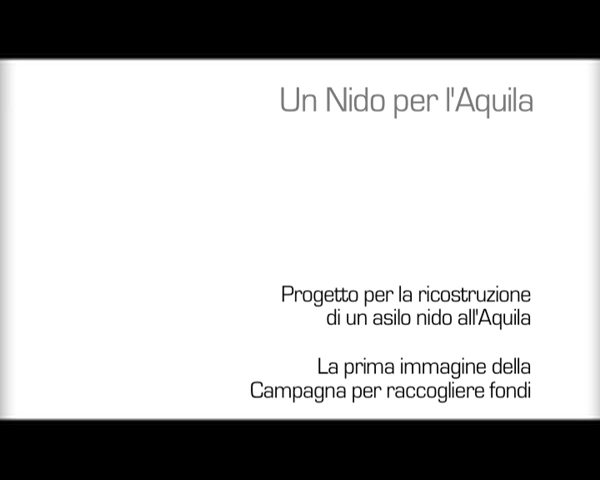 Un Nido per l'Aquila
Progetto per la ricostruzione
di un asilo nido all'Aquila
La prima immagine della
Campagna per raccogliere fondi